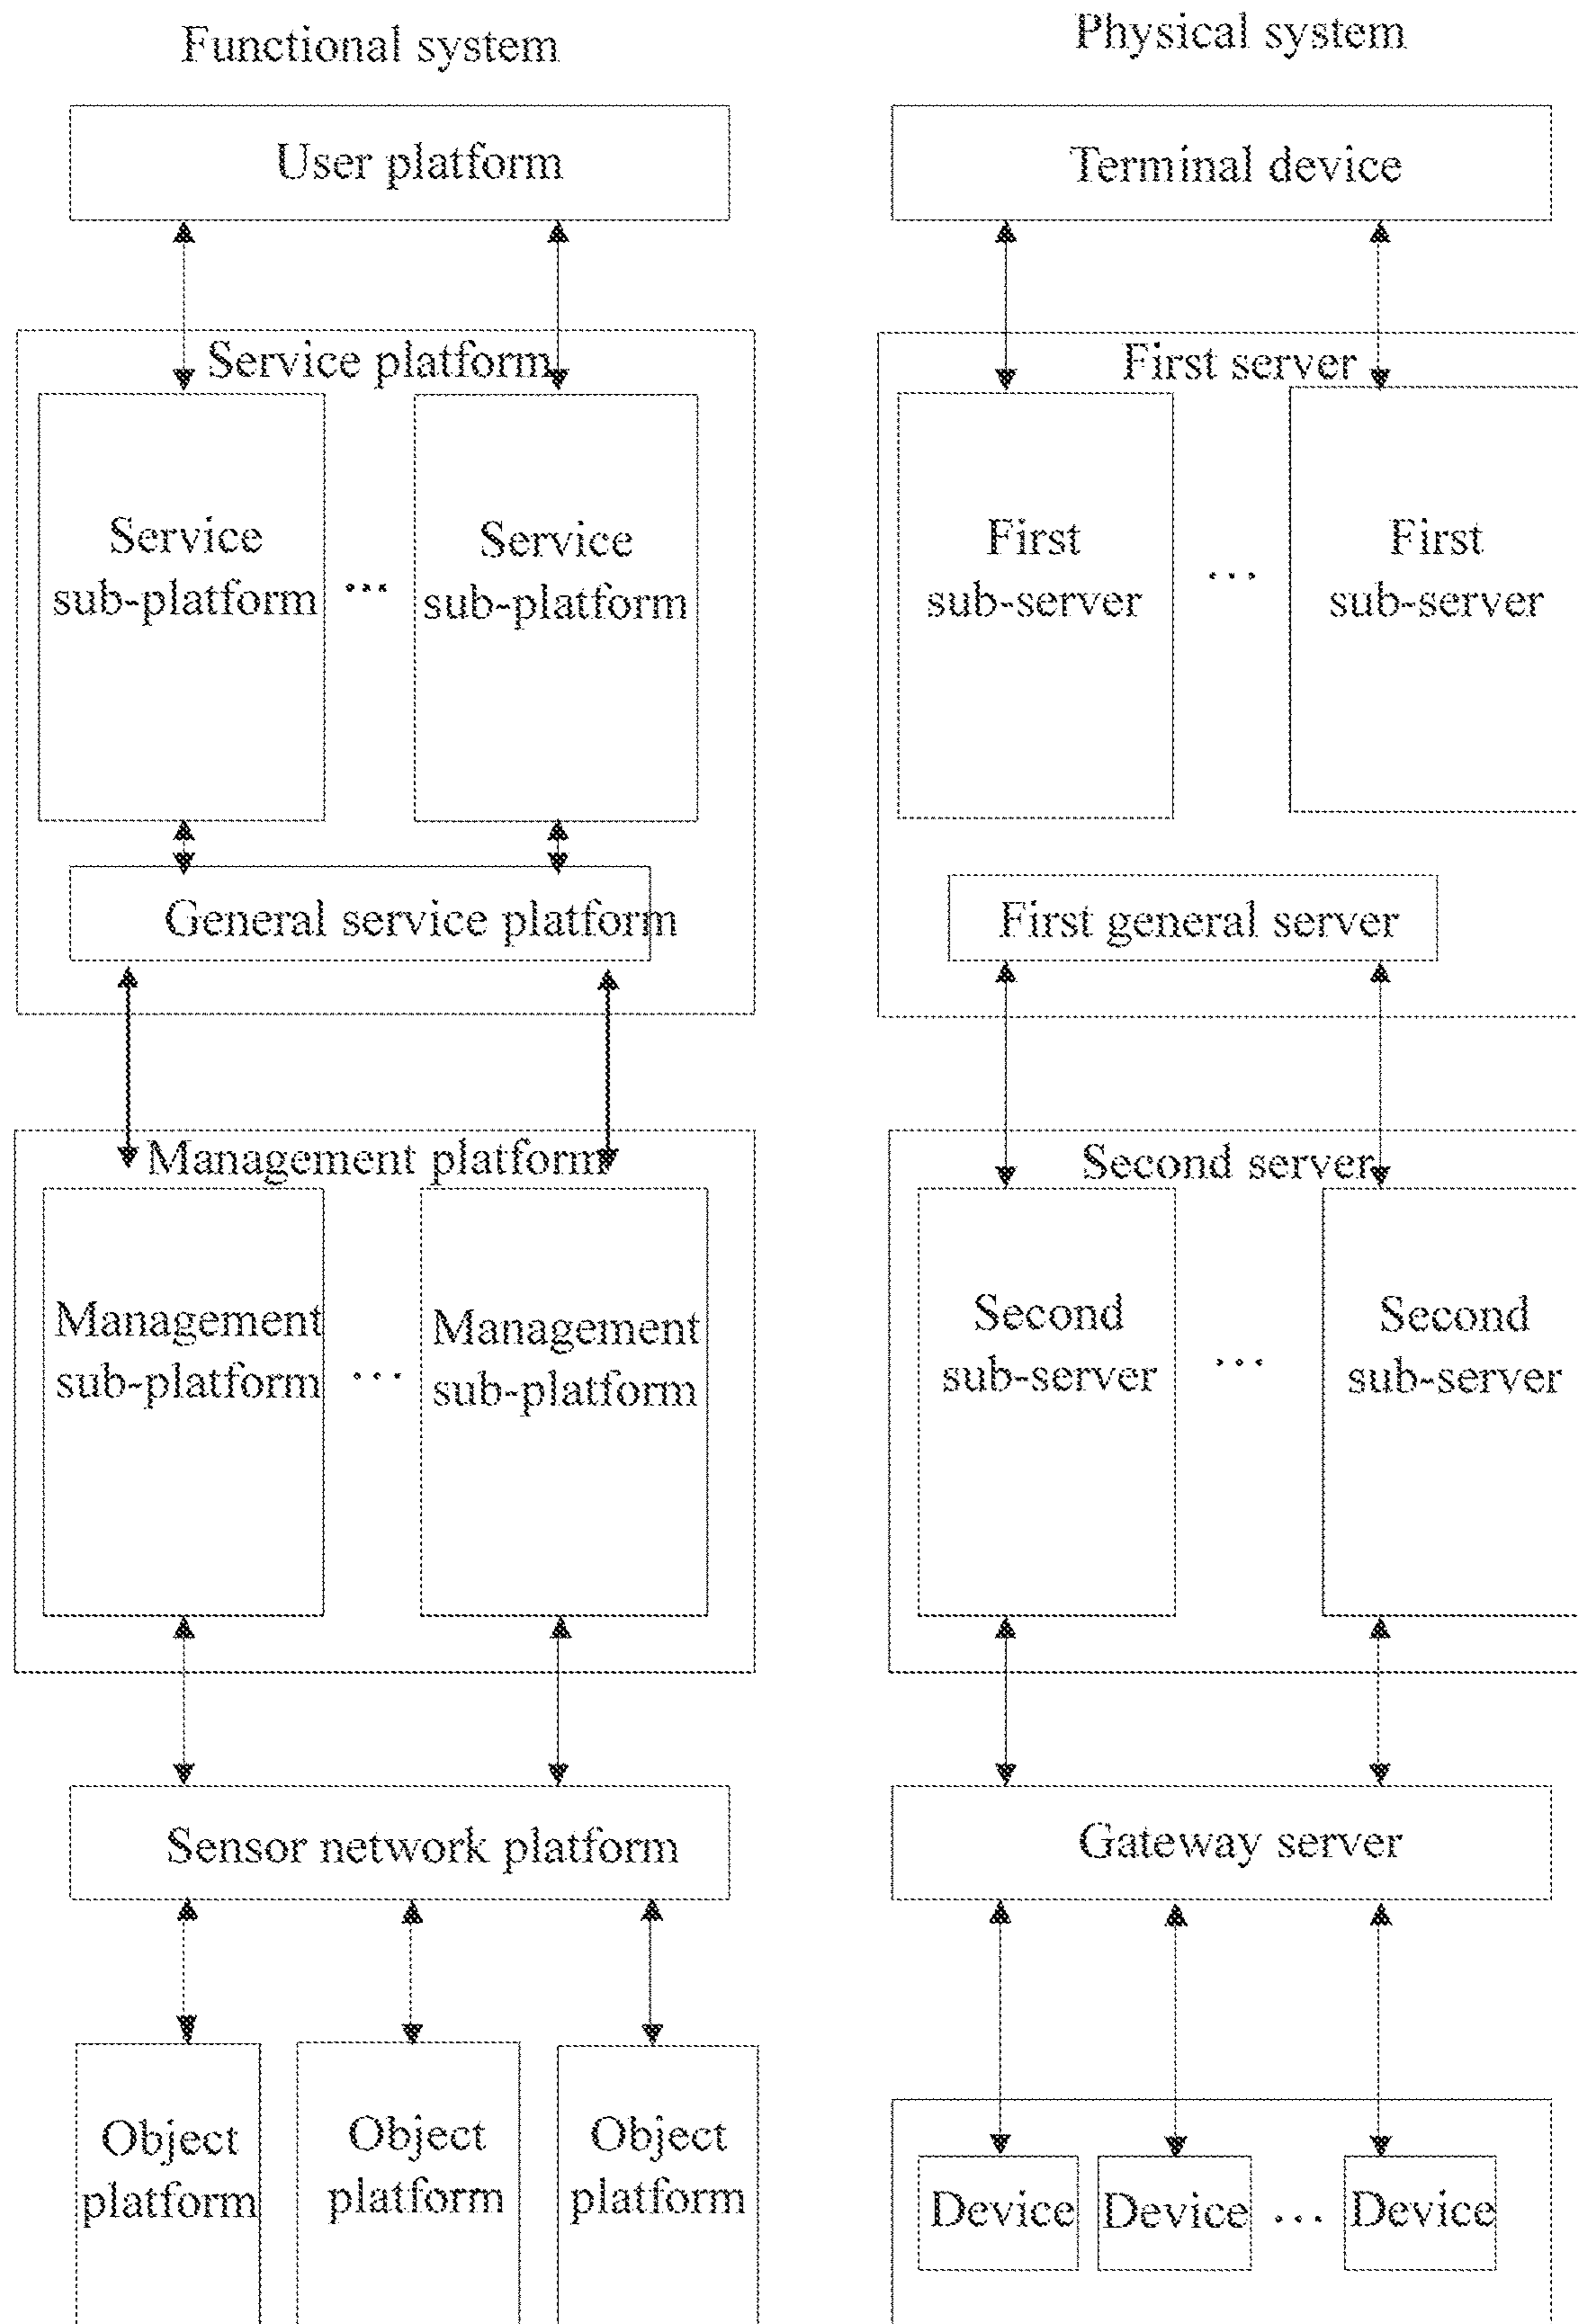 Functional system
Physical system
User platform
Terminal device
Service platform
First server
Service
sub-platform
...
Service
sub-platform
First
sub-server
...
First
sub-server
General service platform
First general server
Management platform
Second server
Management
sub-platform
...
Management
sub-platform
Second
sub-server
...
Second
sub-server
Sensor network platform
Gateway server
Object
platform
Object
platform
Object
platform
Device
Device
...
Device